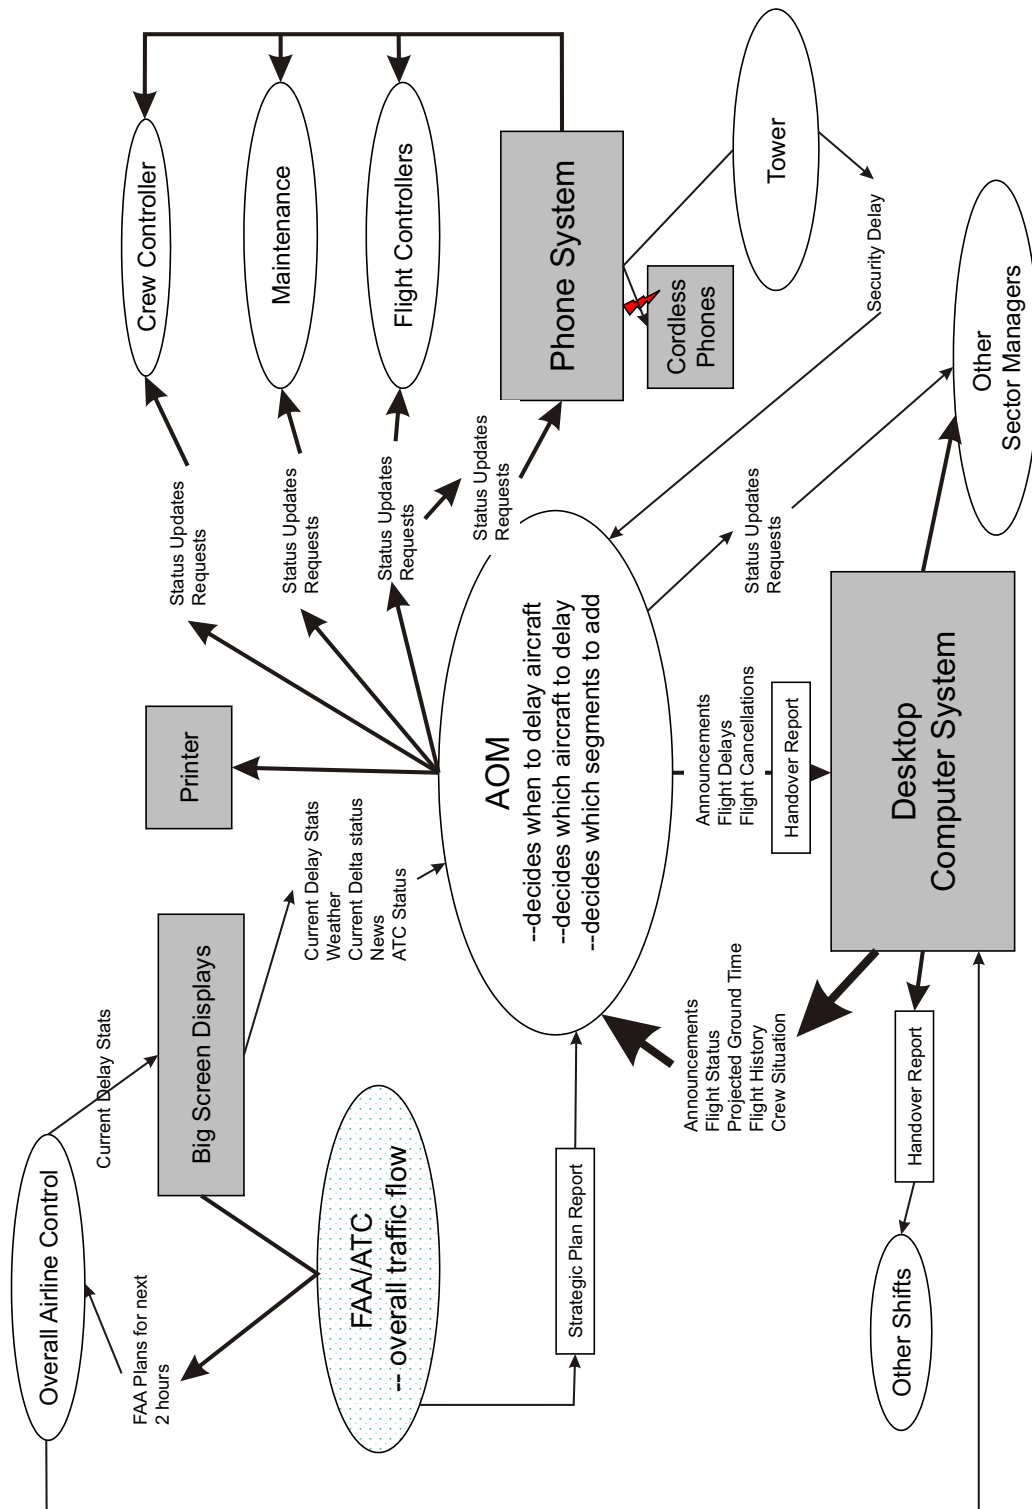 Overall Airline Control
Current Delay Stats
FAA Plans for next
2 hours
Big Screen Displays
FAA/ATC
-- overall traffic flow
Strategic Plan Report
Current Delay Stats
Weather
Current Delta status
News
ATC Status
Printer
AOM
--decides when to delay aircraft
--decides which aircraft to delay
--decides which segments to add
Status Updates
Requests
Crew Controller
Status Updates
Requests
Maintenance
Status Updates
Requests
Flight Controllers
Status Updates
Requests
Phone System
Cordless
Phones
Tower
Security Delay
Status Updates
Requests
Other
Sector Managers
Announcements
Flight Delays
Flight Cancellations
Handover Report
Desktop
Computer System
Announcements
Flight Status
Projected Ground Time
Flight History
Crew Situation
Handover Report
Other Shifts